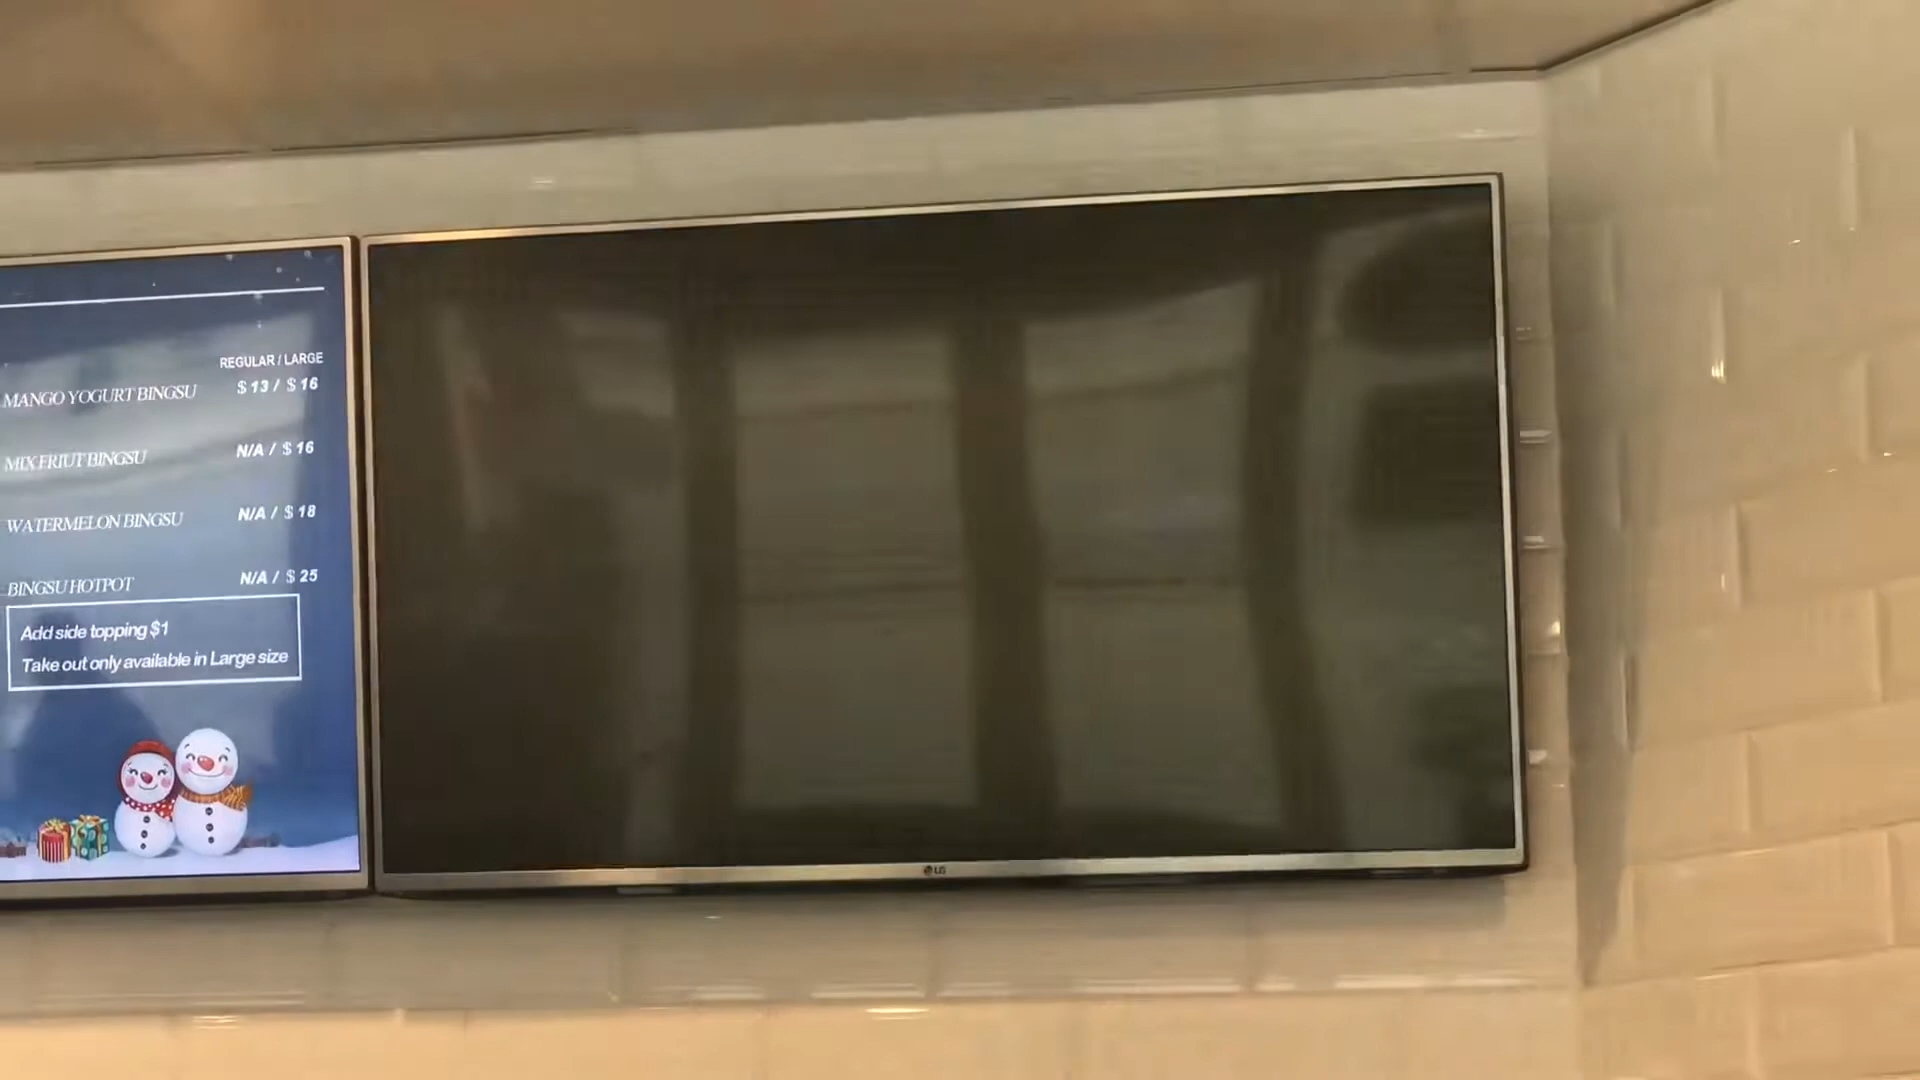 REGULAR / LARGE
MANGO YOGURT BINGSU $ 13 / $ 16
MIX FRIUT BINGSU N/A / $ 16
WATERMELON BINGSU N/A / $ 18
BINGSU HOTPOT N/A / $ 25
Add side topping $1
Take out only available in Large size
LG